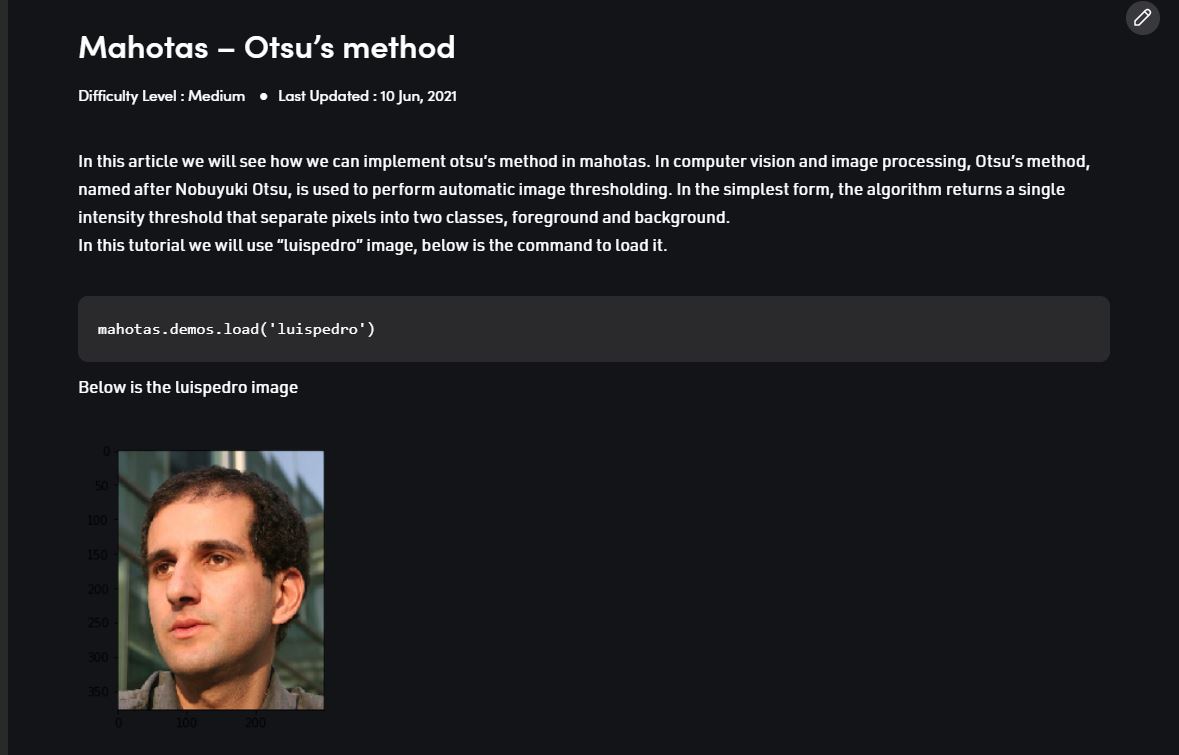 Mahotas – Otsu’s method
Difficulty Level : Medium ● Last Updated : 10 Jun, 2021
In this article we will see how we can implement otsu’s method in mahotas. In computer vision and image processing, Otsu’s method,
named after Nobuyuki Otsu, is used to perform automatic image thresholding. In the simplest form, the algorithm returns a single
intensity threshold that separate pixels into two classes, foreground and background.
In this tutorial we will use “luispedro” image, below is the command to load it.
mahotas.demos.load('luispedro')
Below is the luispedro image
0
50
100
150
200
250
300
350
0 100 200